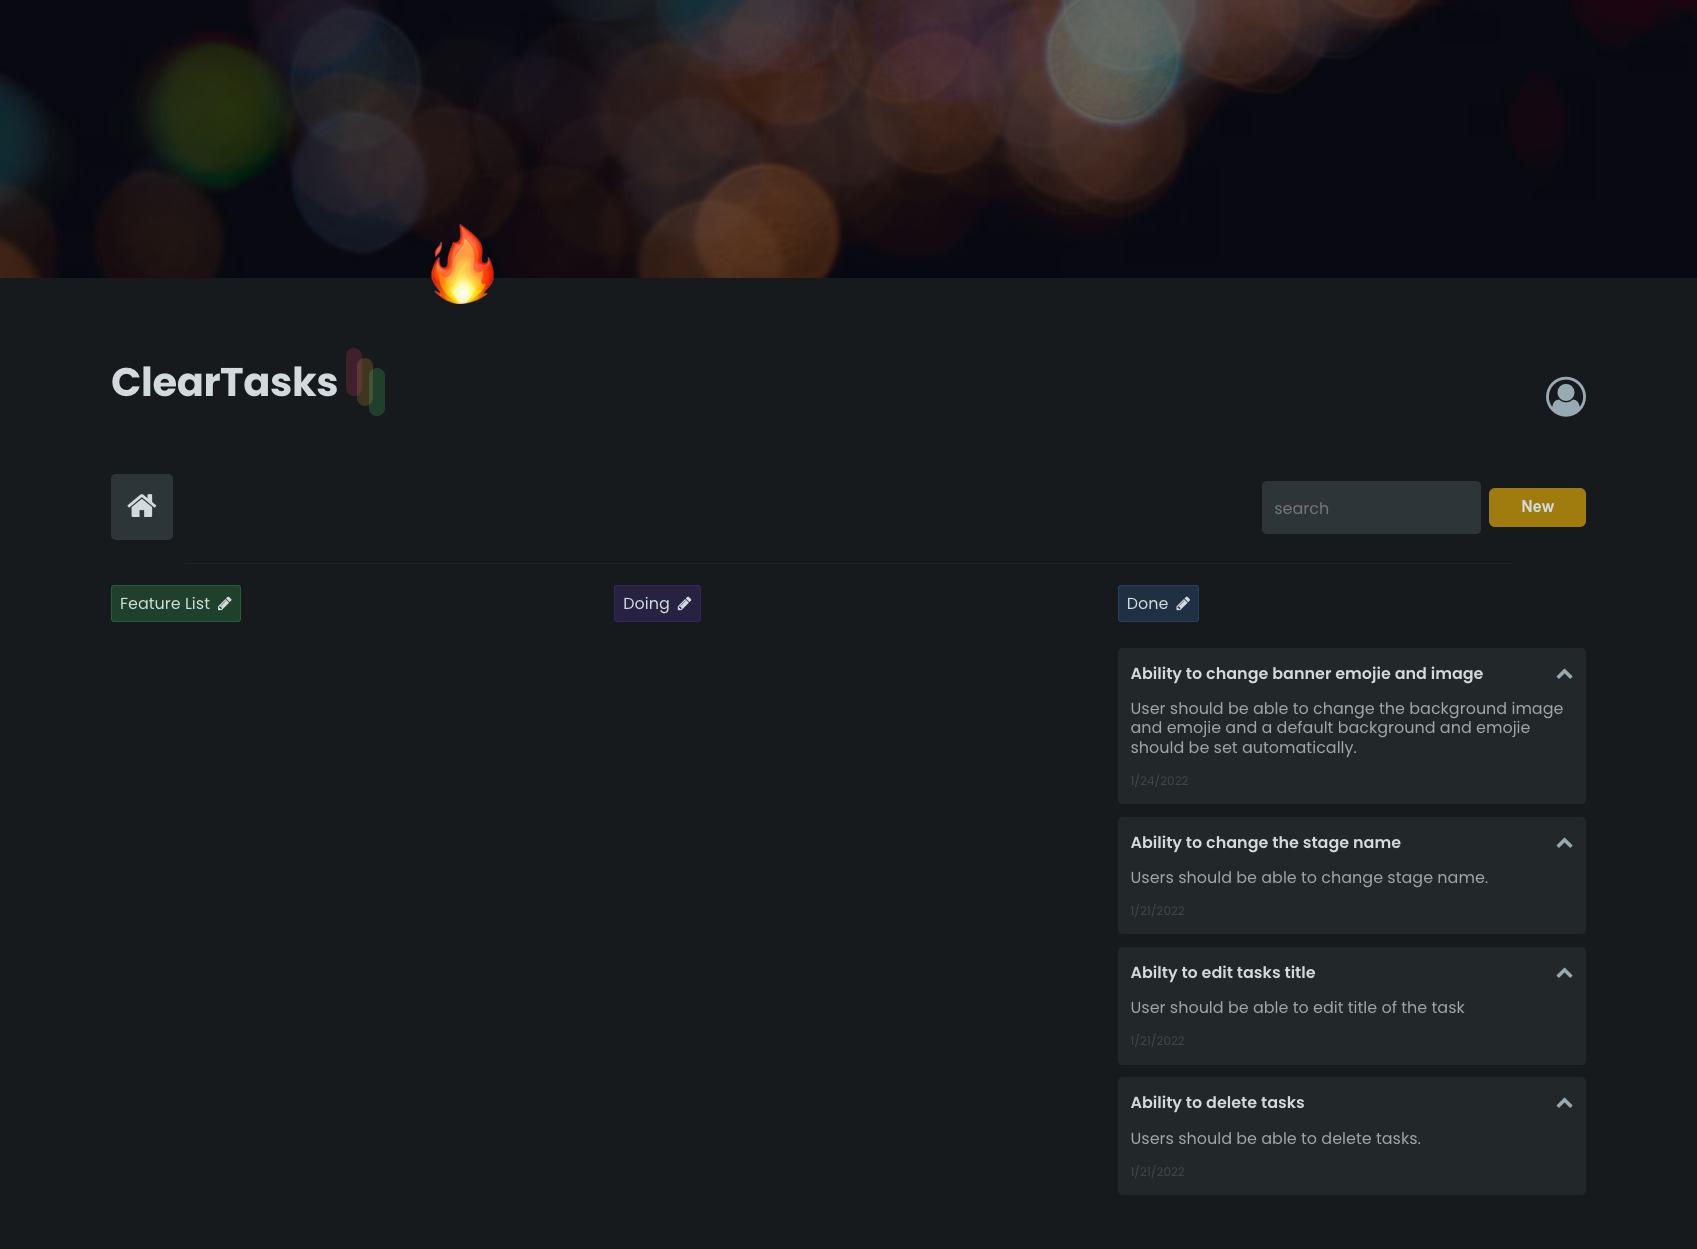 ClearTasks
search
New
Feature List
Doing
Done
Ability to change banner emojie and image
User should be able to change the background image
and emojie and a default background and emojie
should be set automatically.
1/24/2022
Ability to change the stage name
Users should be able to change stage name.
1/21/2022
Abilty to edit tasks title
User should be able to edit title of the task
1/21/2022
Ability to delete tasks
Users should be able to delete tasks.
1/21/2022